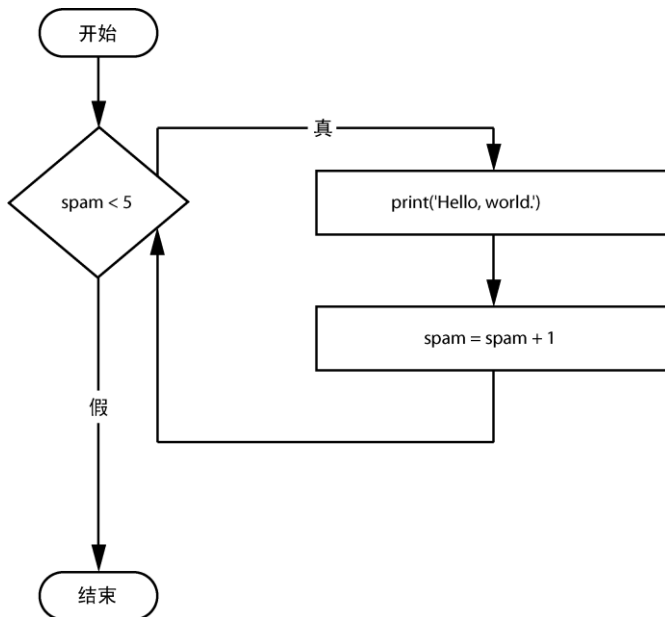 开始
真
spam < 5
print('Hello, world.')
spam = spam + 1
假
结束